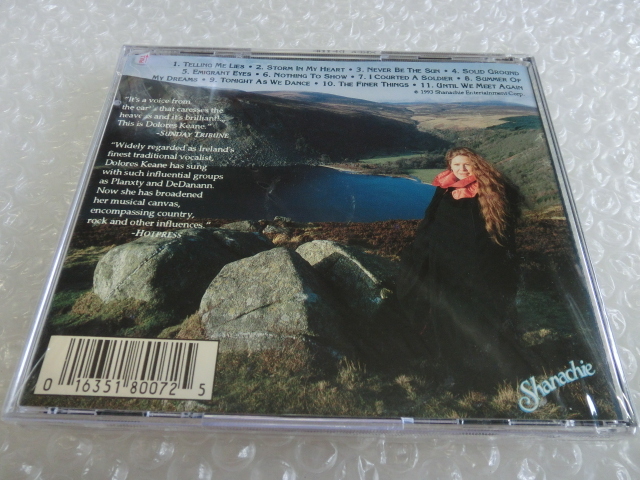 1. Telling Me Lies • 2. Storm In My Heart • 3. Never Be The Sun • 4. Solid Ground
5. Emigrant Eyes • 6. Nothing To Show • 7. I Courted A Soldier • 8. Summer Of
My Dreams • 9. Tonight As We Dance • 10. The Finer Things • 11. Until We Meet Again
© 1993 Shanachie Entertainment Corp.
"It's a voice from
the ear's that caresses the
heavens and it's brilliant.
This is Dolores Keane."
-Sunday Tribune
"Widely regarded as Ireland's
finest traditional vocalist,
Dolores Keane has sung
with such influential groups
as Planxty and DeDanann.
Now she has broadened
her musical canvas,
encompassing country,
rock and other influences."
-Hotpress
0 16351 80072 5
Shanachie